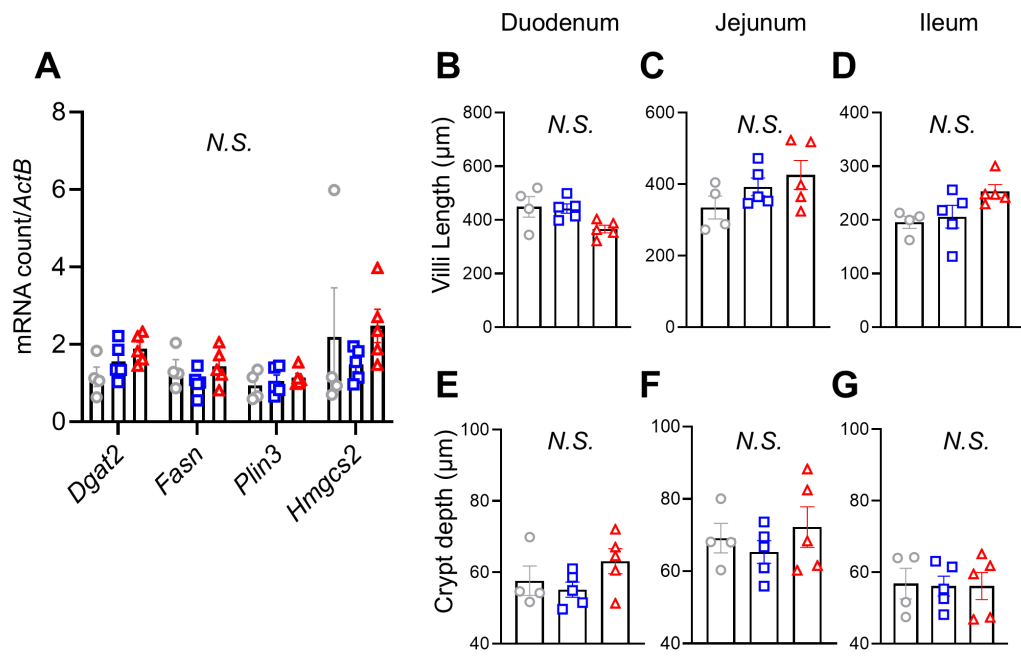 Duodenum Jejunum Ileum
A B C D
mRNA count/ActB
8
6
4
2
0
N.S.
Dgat2 Fasn Plin3 Hmgcs2
Villi Length (μm)
800
600
400
200
0
N.S.
600
400
200
0
N.S.
400
300
200
100
0
N.S.
E F G
Crypt depth (μm)
100
80
60
40
N.S.
100
80
60
40
N.S.
100
80
60
40
N.S.